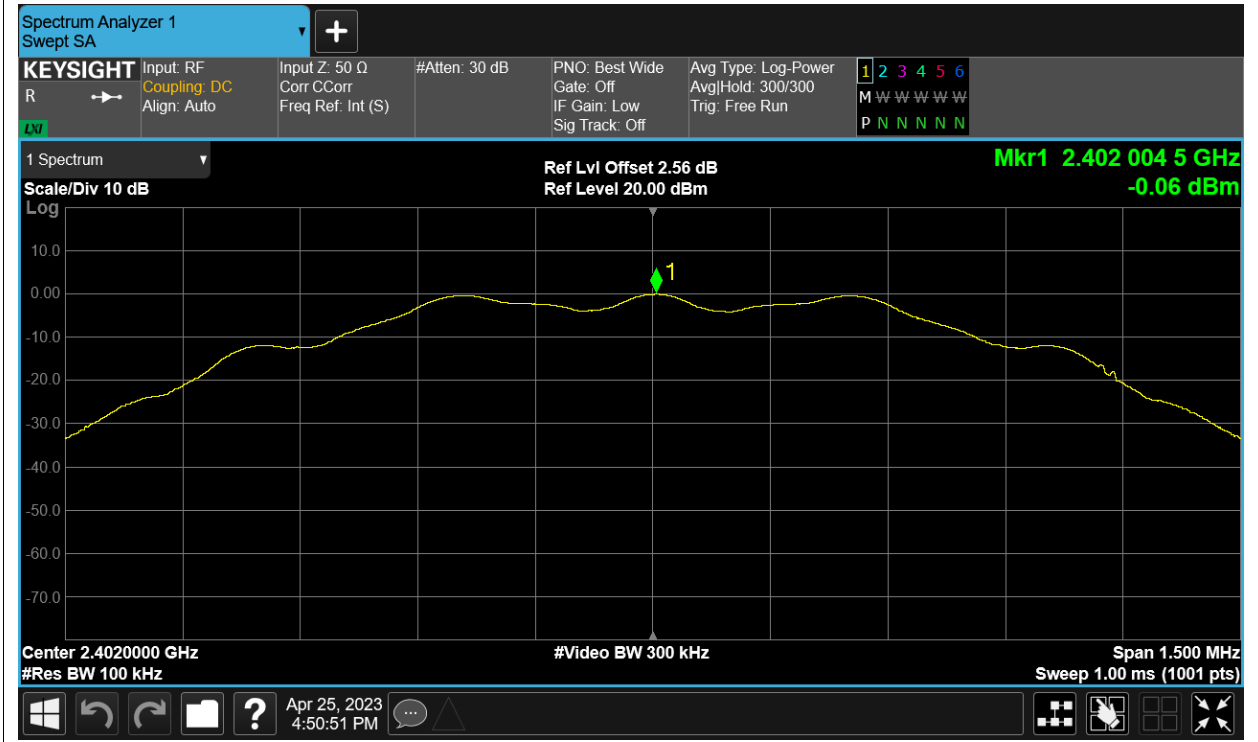 Spectrum Analyzer 1
Swept SA
+
KEYSIGHT
R
LXI
Input: RF
Coupling: DC
Align: Auto
Input Z: 50 Ω
Corr CCorr
Freq Ref: Int (S)
#Atten: 30 dB
PNO: Best Wide
Gate: Off
IF Gain: Low
Sig Track: Off
Avg Type: Log-Power
Avg|Hold: 300/300
Trig: Free Run
1 2 3 4 5 6
M W W W W W
P N N N N N
1 Spectrum
Scale/Div 10 dB
Log
Ref Lvl Offset 2.56 dB
Ref Level 20.00 dBm
Mkr1 2.402 004 5 GHz
-0.06 dBm
1
10.0
0.00
-10.0
-20.0
-30.0
-40.0
-50.0
-60.0
-70.0
Center 2.4020000 GHz
#Res BW 100 kHz
#Video BW 300 kHz
Span 1.500 MHz
Sweep 1.00 ms (1001 pts)
?
Apr 25, 2023
4:50:51 PM